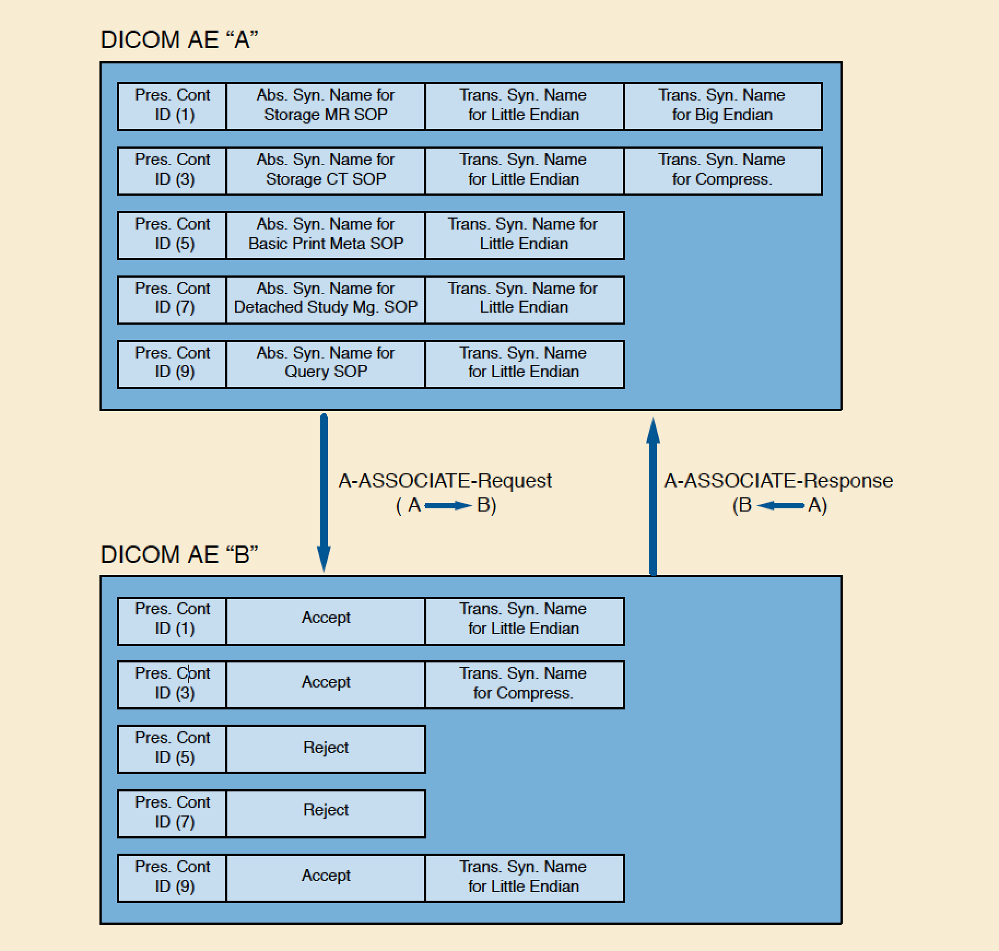 DICOM AE “A”
Pres. Cont
ID (1)
Abs. Syn. Name for
Storage MR SOP
Trans. Syn. Name
for Little Endian
Trans. Syn. Name
for Big Endian
Pres. Cont
ID (3)
Abs. Syn. Name for
Storage CT SOP
Trans. Syn. Name
for Little Endian
Trans. Syn. Name
for Compress.
Pres. Cont
ID (5)
Abs. Syn. Name for
Basic Print Meta SOP
Trans. Syn. Name for
Little Endian
Pres. Cont
ID (7)
Abs. Syn. Name for
Detached Study Mg. SOP
Trans. Syn. Name for
Little Endian
Pres. Cont
ID (9)
Abs. Syn. Name for
Query SOP
Trans. Syn. Name
for Little Endian
A-ASSOCIATE-Request
( A B)
A-ASSOCIATE-Response
(B A)
DICOM AE “B”
Pres. Cont
ID (1)
Accept
Trans. Syn. Name
for Little Endian
Pres. Cont
ID (3)
Accept
Trans. Syn. Name
for Compress.
Pres. Cont
ID (5)
Reject
Pres. Cont
ID (7)
Reject
Pres. Cont
ID (9)
Accept
Trans. Syn. Name
for Little Endian